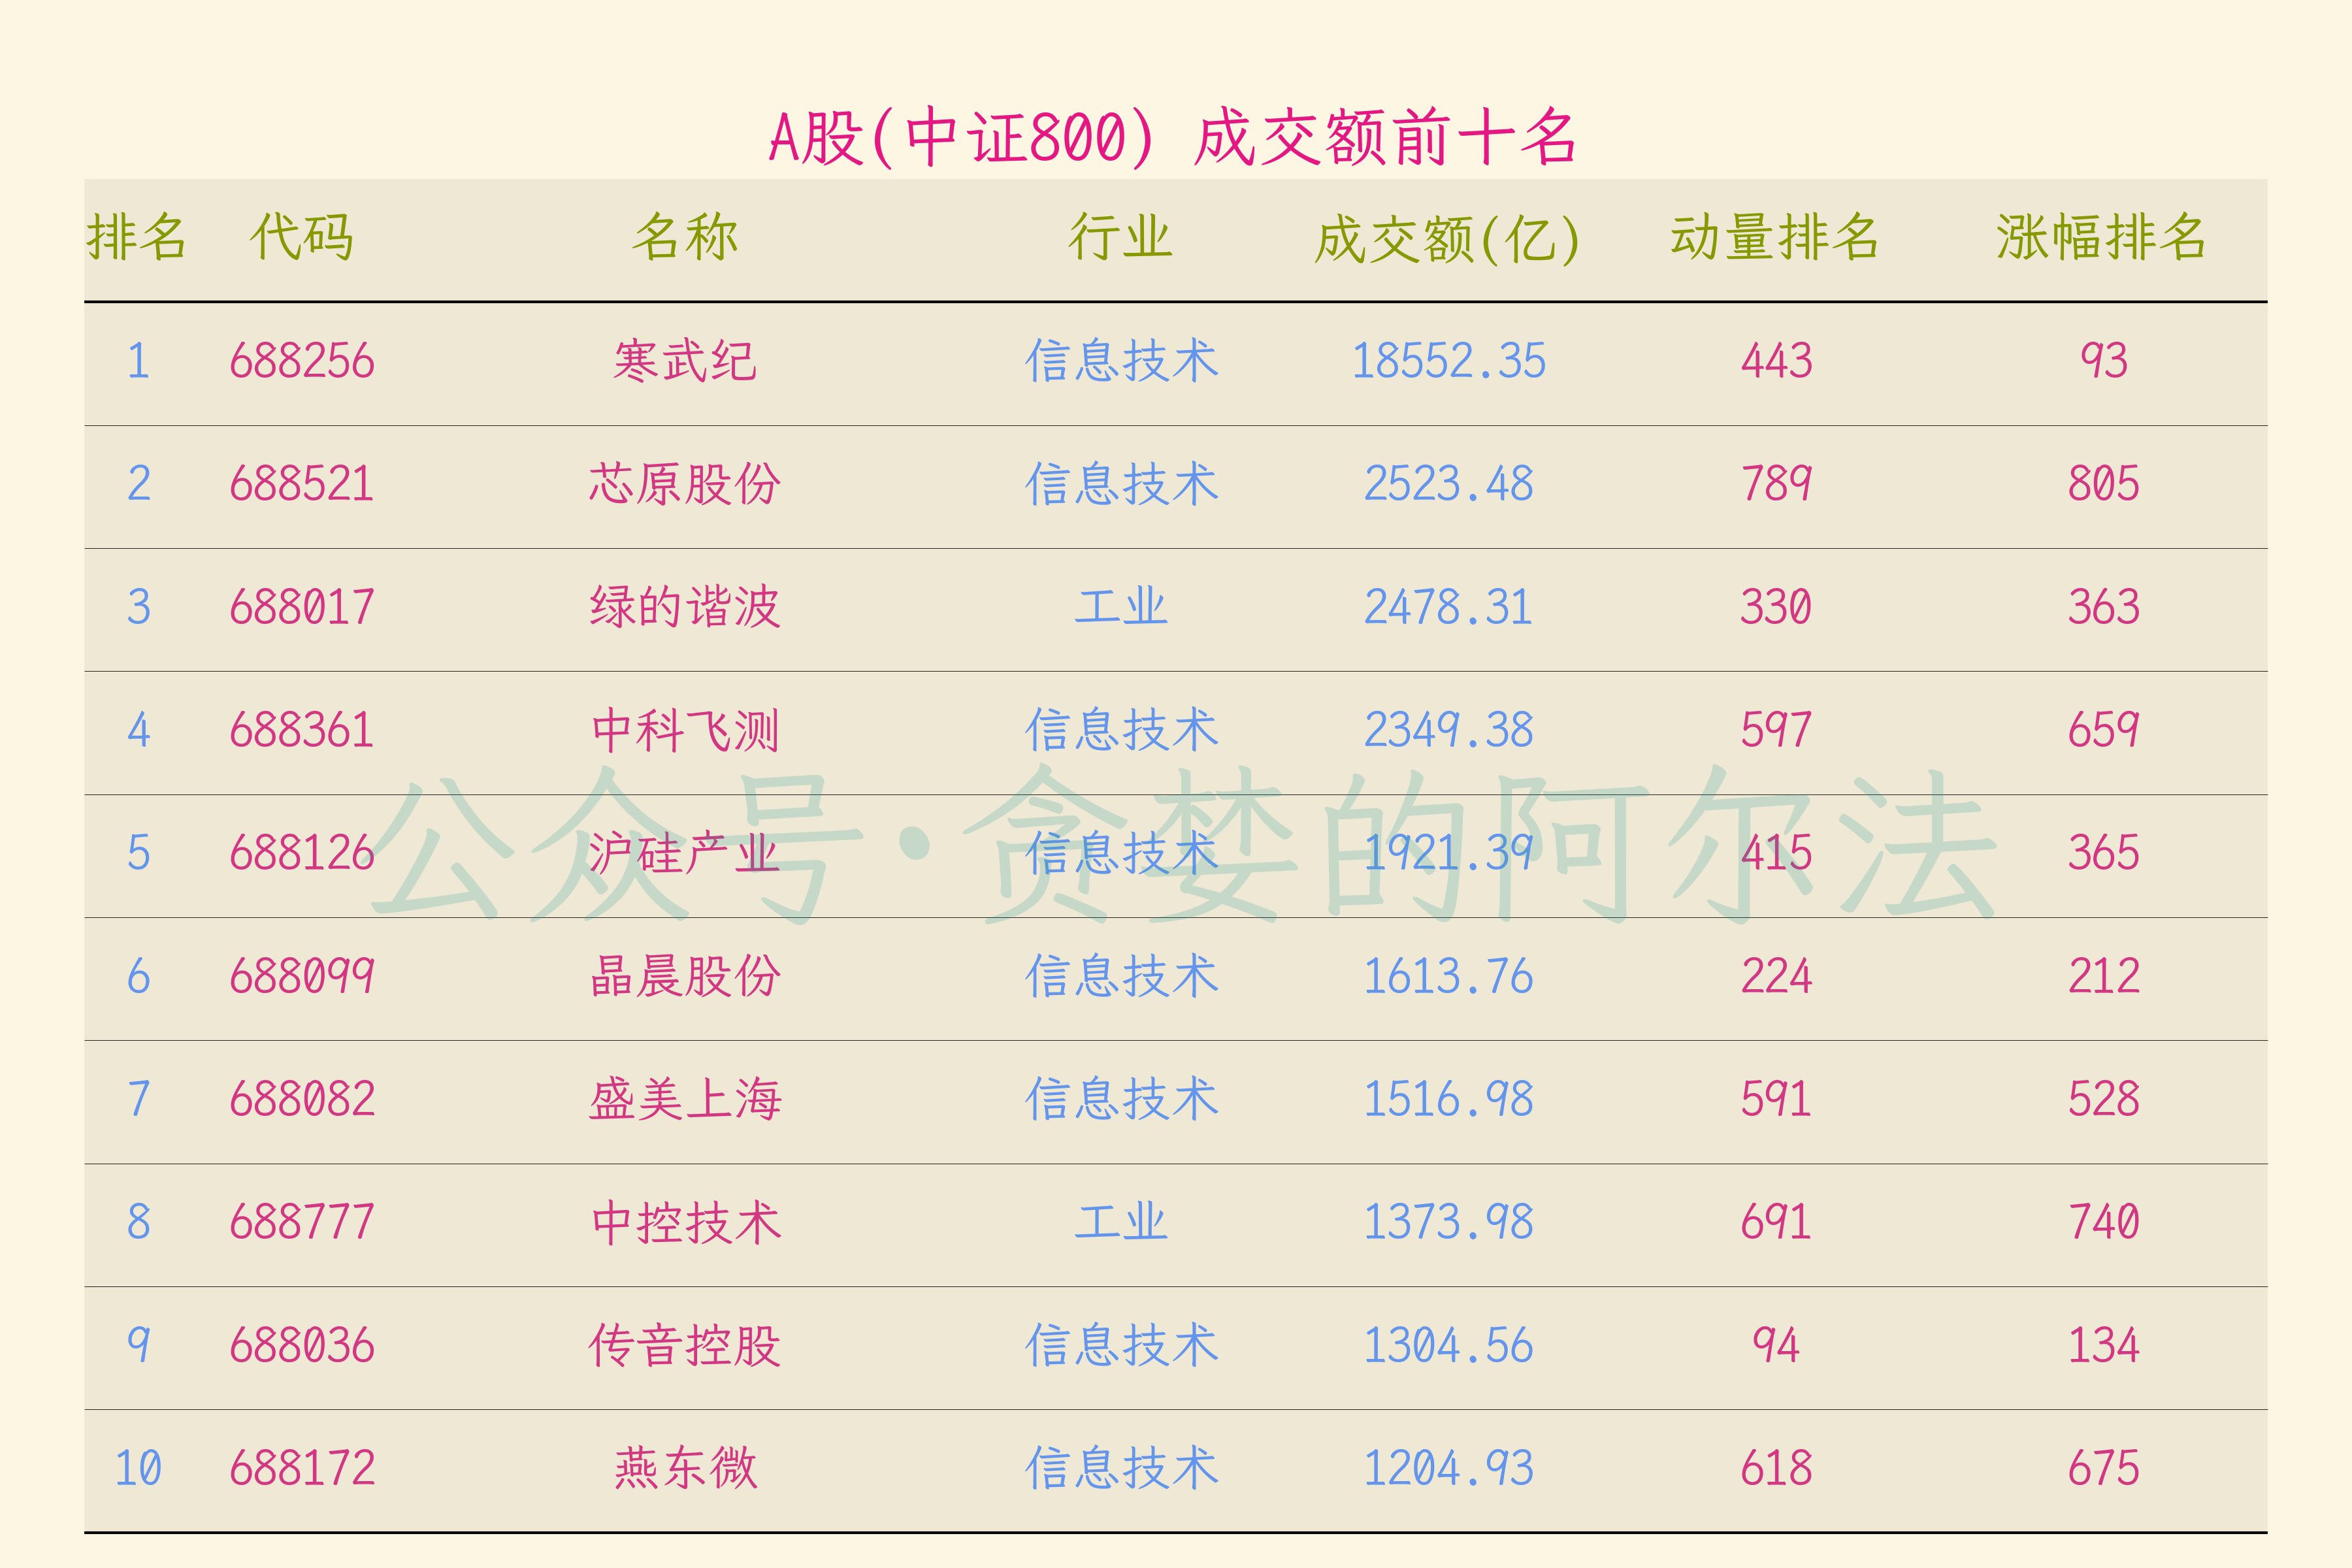 A股(中证800) 成交额前十名
排名 代码 名称 行业 成交额(亿) 动量排名 涨幅排名
1 688256 寒武纪 信息技术 18552.35 443 93
2 688521 芯原股份 信息技术 2523.48 789 805
3 688017 绿的谐波 工业 2478.31 330 363
4 688361 中科飞测 信息技术 2349.38 597 659
公众号·贪婪的阿尔法
5 688126 沪硅产业 信息技术 1921.39 415 365
6 688099 晶晨股份 信息技术 1613.76 224 212
7 688082 盛美上海 信息技术 1516.98 591 528
8 688777 中控技术 工业 1373.98 691 740
9 688036 传音控股 信息技术 1304.56 94 134
10 688172 燕东微 信息技术 1204.93 618 675